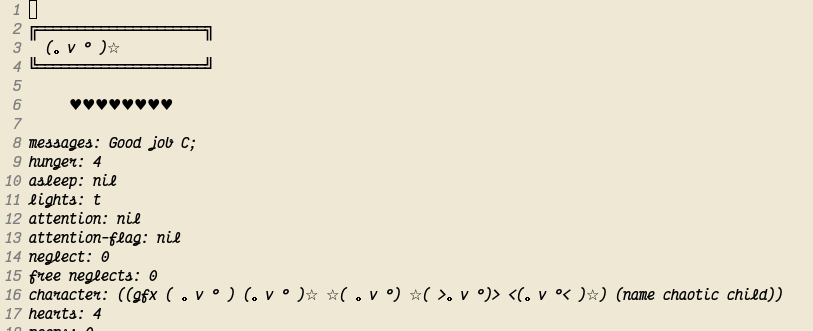 1
2 ╔══════════════════════╗
3 (｡ v º )☆
4 ╚══════════════════════╝
5
6 ♥♥♥♥♥♥♥♥
7
8 messages: Good job C;
9 hunger: 4
10 asleep: nil
11 lights: t
12 attention: nil
13 attention-flag: nil
14 neglect: 0
15 free neglects: 0
16 character: ((gfx ( ｡ v º ) (｡ v º )☆ ☆( ｡ v º) ☆( >｡ v º)> <(｡ v º< )☆) (name chaotic child))
17 hearts: 4